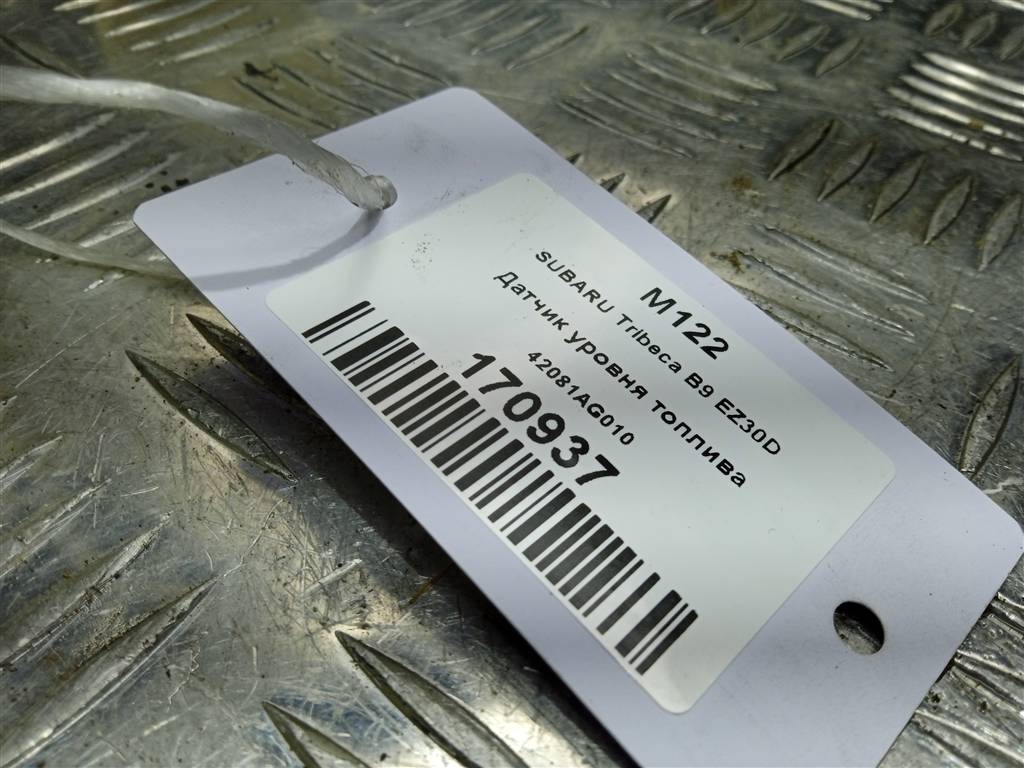 M122
SUBARU Tribeca B9 EZ30D
Датчик уровня топлива
42081AG010
170937